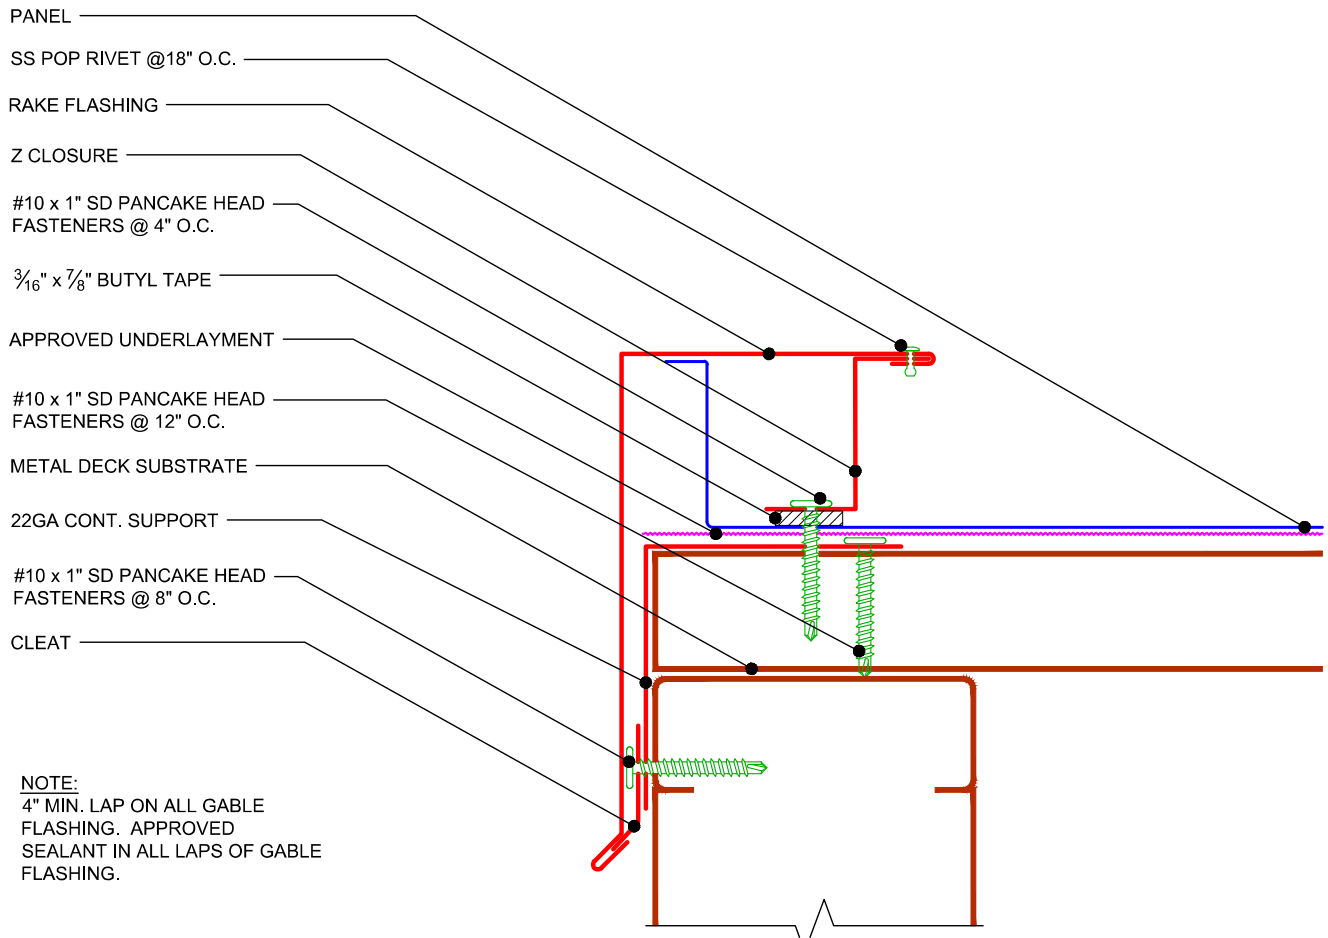 PANEL
SS POP RIVET @18" O.C.
RAKE FLASHING
Z CLOSURE
#10 x 1" SD PANCAKE HEAD
FASTENERS @ 4" O.C.
3/16" x 7/8" BUTYL TAPE
APPROVED UNDERLAYMENT
#10 x 1" SD PANCAKE HEAD
FASTENERS @ 12" O.C.
METAL DECK SUBSTRATE
22GA CONT. SUPPORT
#10 x 1" SD PANCAKE HEAD
FASTENERS @ 8" O.C.
CLEAT
NOTE:
4" MIN. LAP ON ALL GABLE
FLASHING. APPROVED
SEALANT IN ALL LAPS OF GABLE
FLASHING.